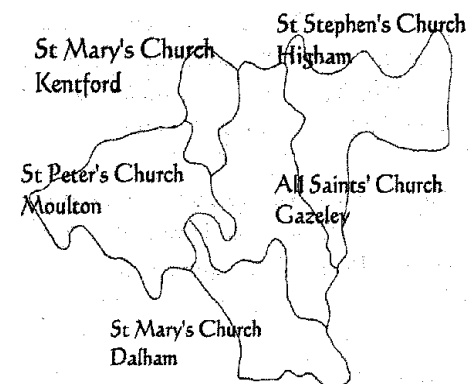 St Stephen's Church
Higham
St Mary's Church
Kentford
St Peter's Church
Moulton
All Saints' Church
Gazeley
St Mary's Church
Dalham